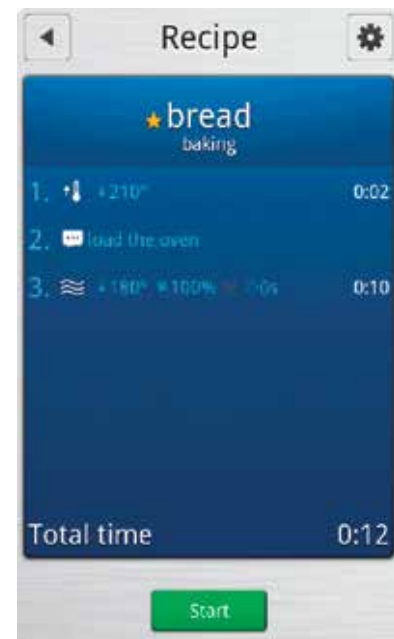 Recipe
bread
baking
1. +210° 0:02
2. load the oven
3. +180° 100% 0:10
Total time 0:12
Start